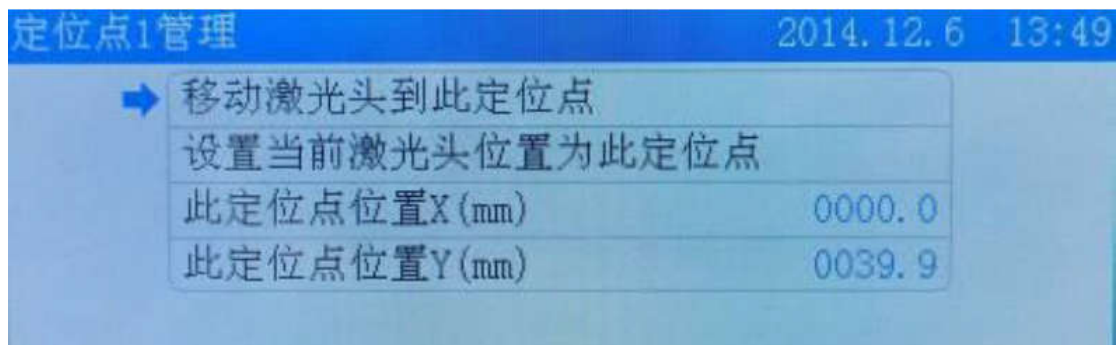 定位点1管理 2014.12.6 13:49
移动激光头到此定位点
设置当前激光头位置为此定位点
此定位点位置X(mm) 0000.0
此定位点位置Y(mm) 0039.9